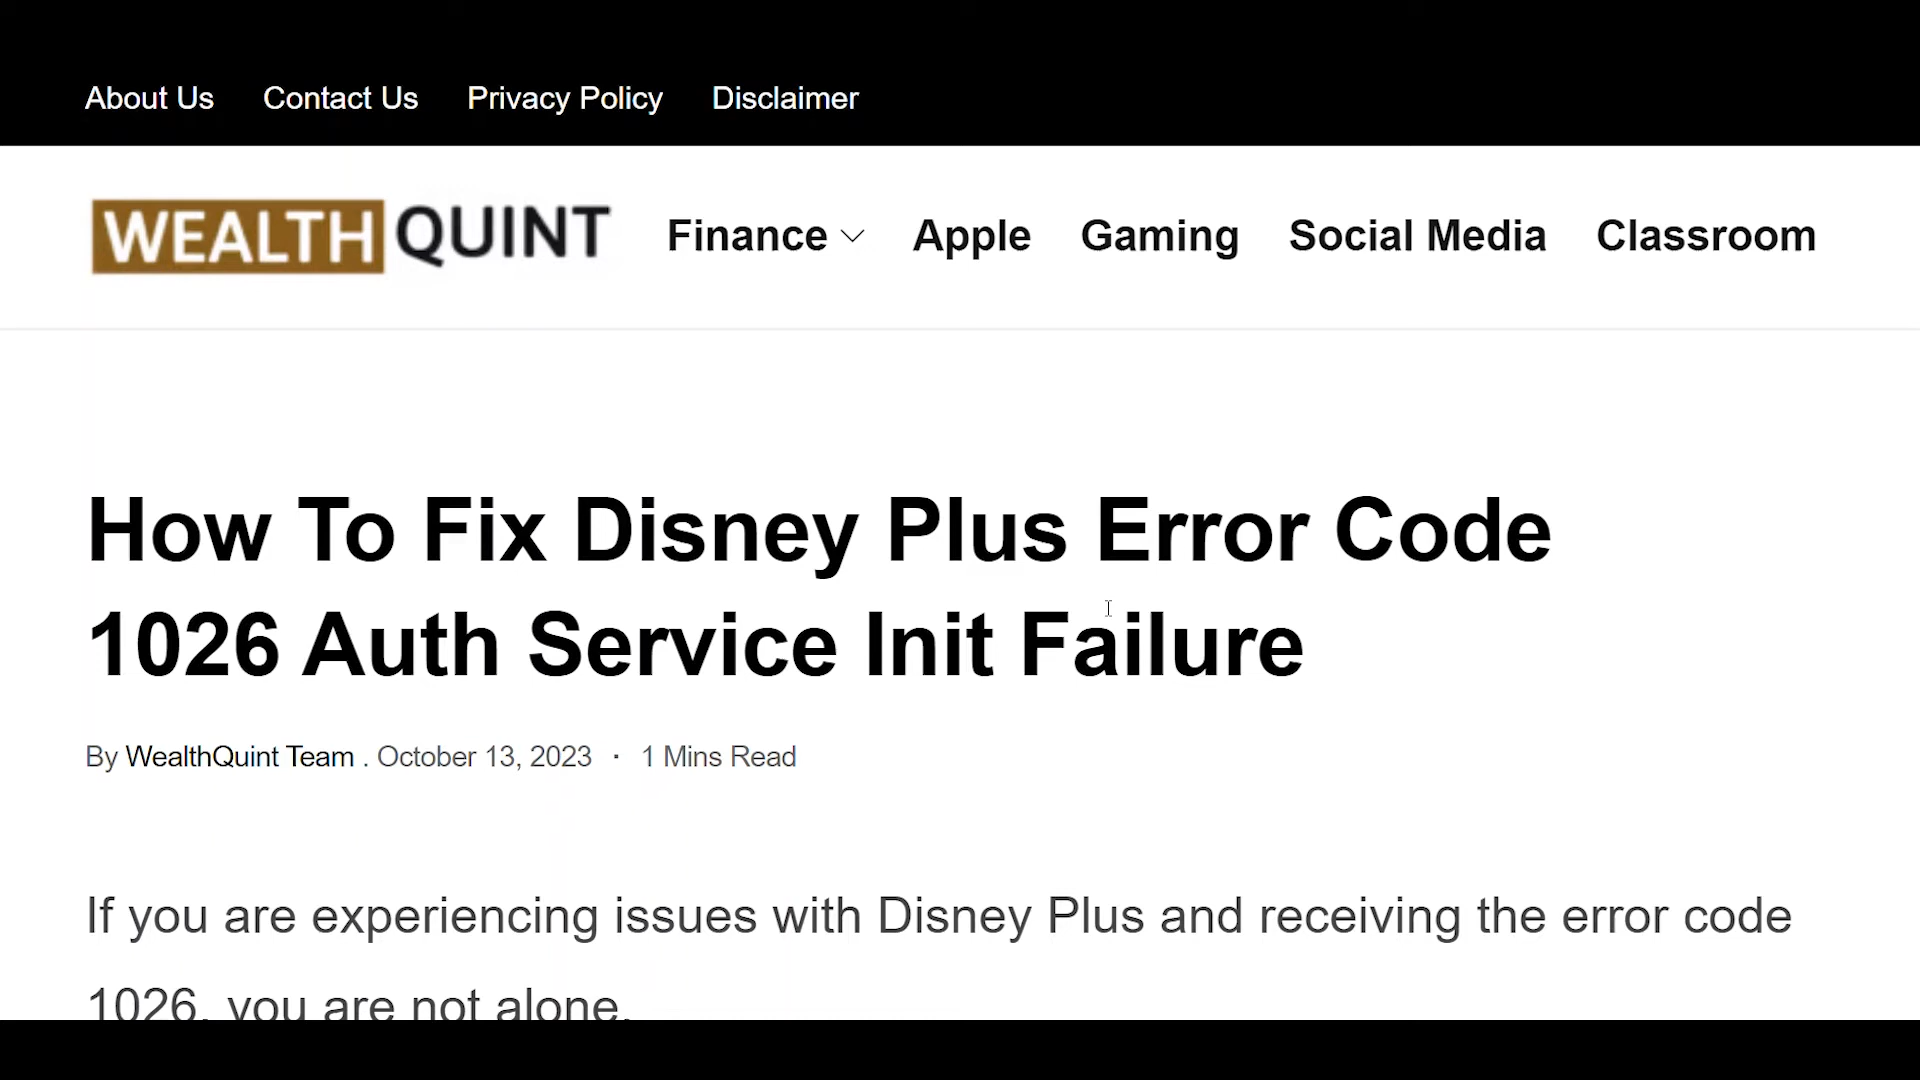 About Us Contact Us Privacy Policy Disclaimer
WEALTH QUINT Finance Apple Gaming Social Media Classroom
How To Fix Disney Plus Error Code
1026 Auth Service Init Failure
By WealthQuint Team . October 13, 2023 · 1 Mins Read
If you are experiencing issues with Disney Plus and receiving the error code
1026, you are not alone.